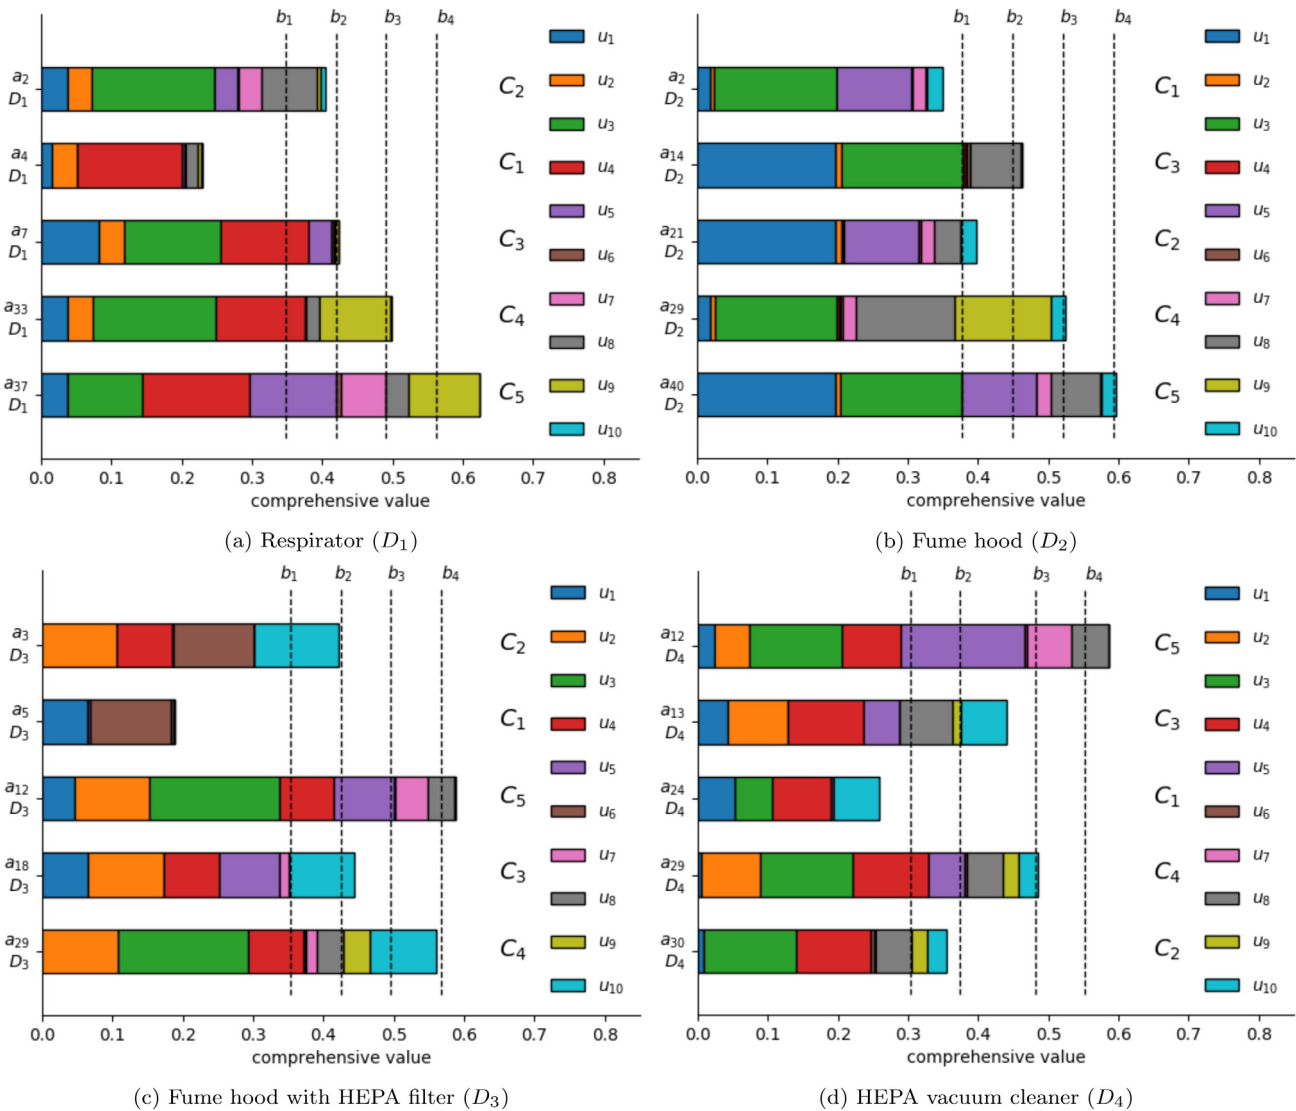 b₁ b₂ b₃ b₄
u₁
a₂
D₁
C₂
u₂
u₃
a₄
D₁
C₁
u₄
u₅
a₇
D₁
C₃
u₆
u₇
a₃₃
D₁
C₄
u₈
u₉
a₃₇
D₁
C₅
u₁₀
0.0 0.1 0.2 0.3 0.4 0.5 0.6 0.7 0.8
comprehensive value
(a) Respirator (D₁)
b₁ b₂ b₃ b₄
u₁
a₂
D₂
C₁
u₂
u₃
a₁₄
D₂
C₃
u₄
u₅
a₂₁
D₂
C₂
u₆
u₇
a₂₉
D₂
C₄
u₈
u₉
a₄₀
D₂
C₅
u₁₀
0.0 0.1 0.2 0.3 0.4 0.5 0.6 0.7 0.8
comprehensive value
(b) Fume hood (D₂)
b₁ b₂ b₃ b₄
u₁
a₃
D₃
C₂
u₂
u₃
a₅
D₃
C₁
u₄
u₅
a₁₂
D₃
C₅
u₆
u₇
a₁₈
D₃
C₃
u₈
u₉
a₂₉
D₃
C₄
u₁₀
0.0 0.1 0.2 0.3 0.4 0.5 0.6 0.7 0.8
comprehensive value
(c) Fume hood with HEPA filter (D₃)
b₁ b₂ b₃ b₄
u₁
a₁₂
D₄
C₅
u₂
u₃
a₁₃
D₄
C₃
u₄
u₅
a₂₄
D₄
C₁
u₆
u₇
a₂₉
D₄
C₄
u₈
u₉
a₃₀
D₄
C₂
u₁₀
0.0 0.1 0.2 0.3 0.4 0.5 0.6 0.7 0.8
comprehensive value
(d) HEPA vacuum cleaner (D₄)